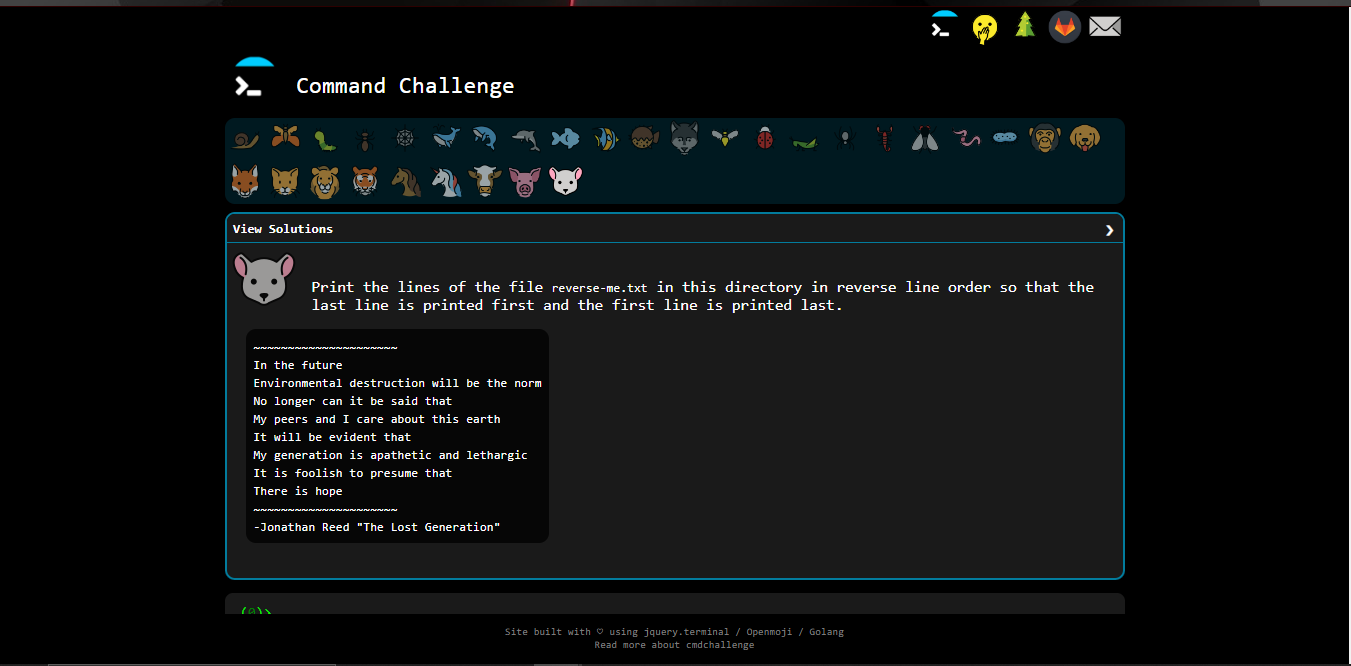 Command Challenge
View Solutions
Print the lines of the file reverse-me.txt in this directory in reverse line order so that the
last line is printed first and the first line is printed last.
~~~~~~~~~~~~~~~~~~~~~
In the future
Environmental destruction will be the norm
No longer can it be said that
My peers and I care about this earth
It will be evident that
My generation is apathetic and lethargic
It is foolish to presume that
There is hope
~~~~~~~~~~~~~~~~~~~~~
-Jonathan Reed "The Lost Generation"
(0)>
Site built with ♡ using jquery.terminal / Openmoji / Golang
Read more about cmdchallenge